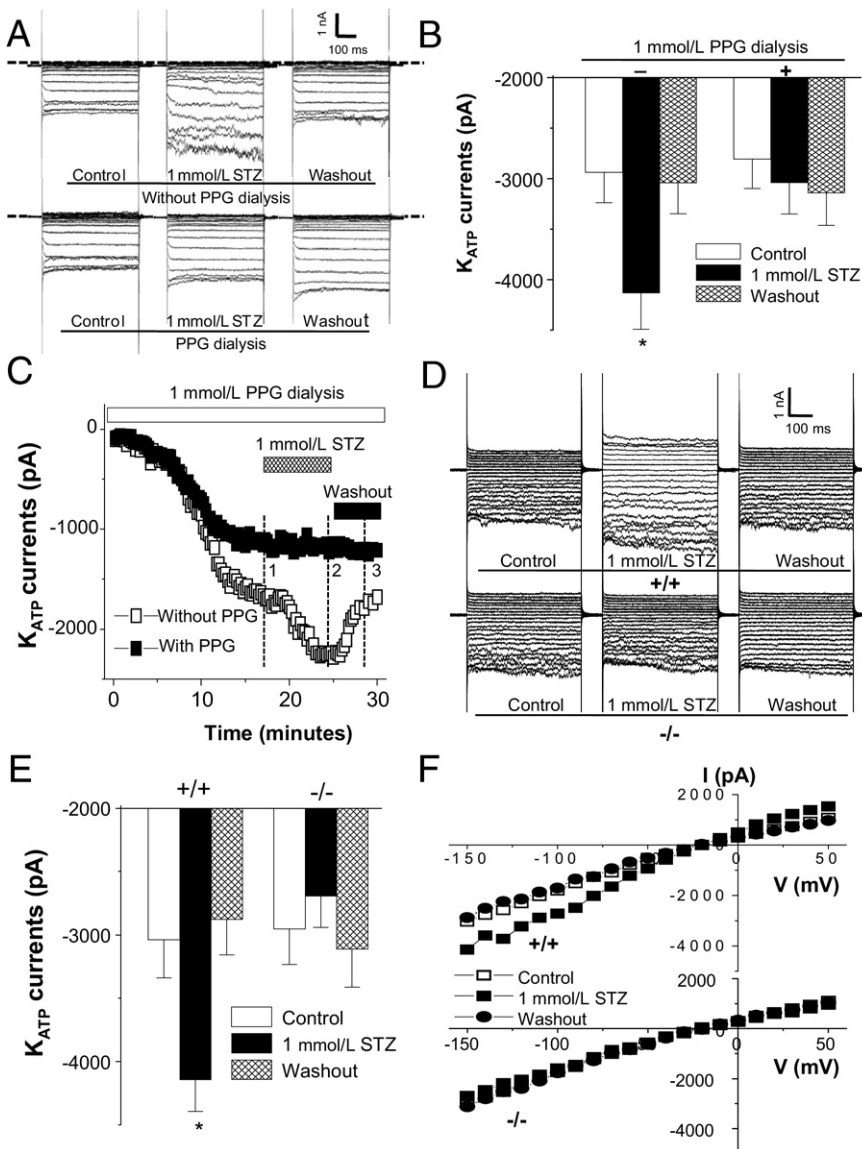 A
1 nA
100 ms
Control
1 mmol/L STZ
Washout
Without PPG dialysis
Control
1 mmol/L STZ
Washout
PPG dialysis
B
1 mmol/L PPG dialysis
-2000
− +
-3000
-4000
K_ATP currents (pA)
Control
1 mmol/L STZ
Washout
*
C
1 mmol/L PPG dialysis
0
1 mmol/L STZ
Washout
-1000
-2000
K_ATP currents (pA)
1 2 3
Without PPG
With PPG
0 10 20 30
Time (minutes)
D
1 nA
100 ms
Control
1 mmol/L STZ
Washout
+/+
Control
1 mmol/L STZ
Washout
-/-
E
+/+ -/-
-2000
-3000
-4000
K_ATP currents (pA)
Control
1 mmol/L STZ
Washout
*
F
I (pA)
2000
-150 -100 -50 0 50
V (mV)
-2000
-4000
+/+
Control
1 mmol/L STZ
Washout
2000
-150 -100 -50 0 50
V (mV)
-2000
-4000
-/-